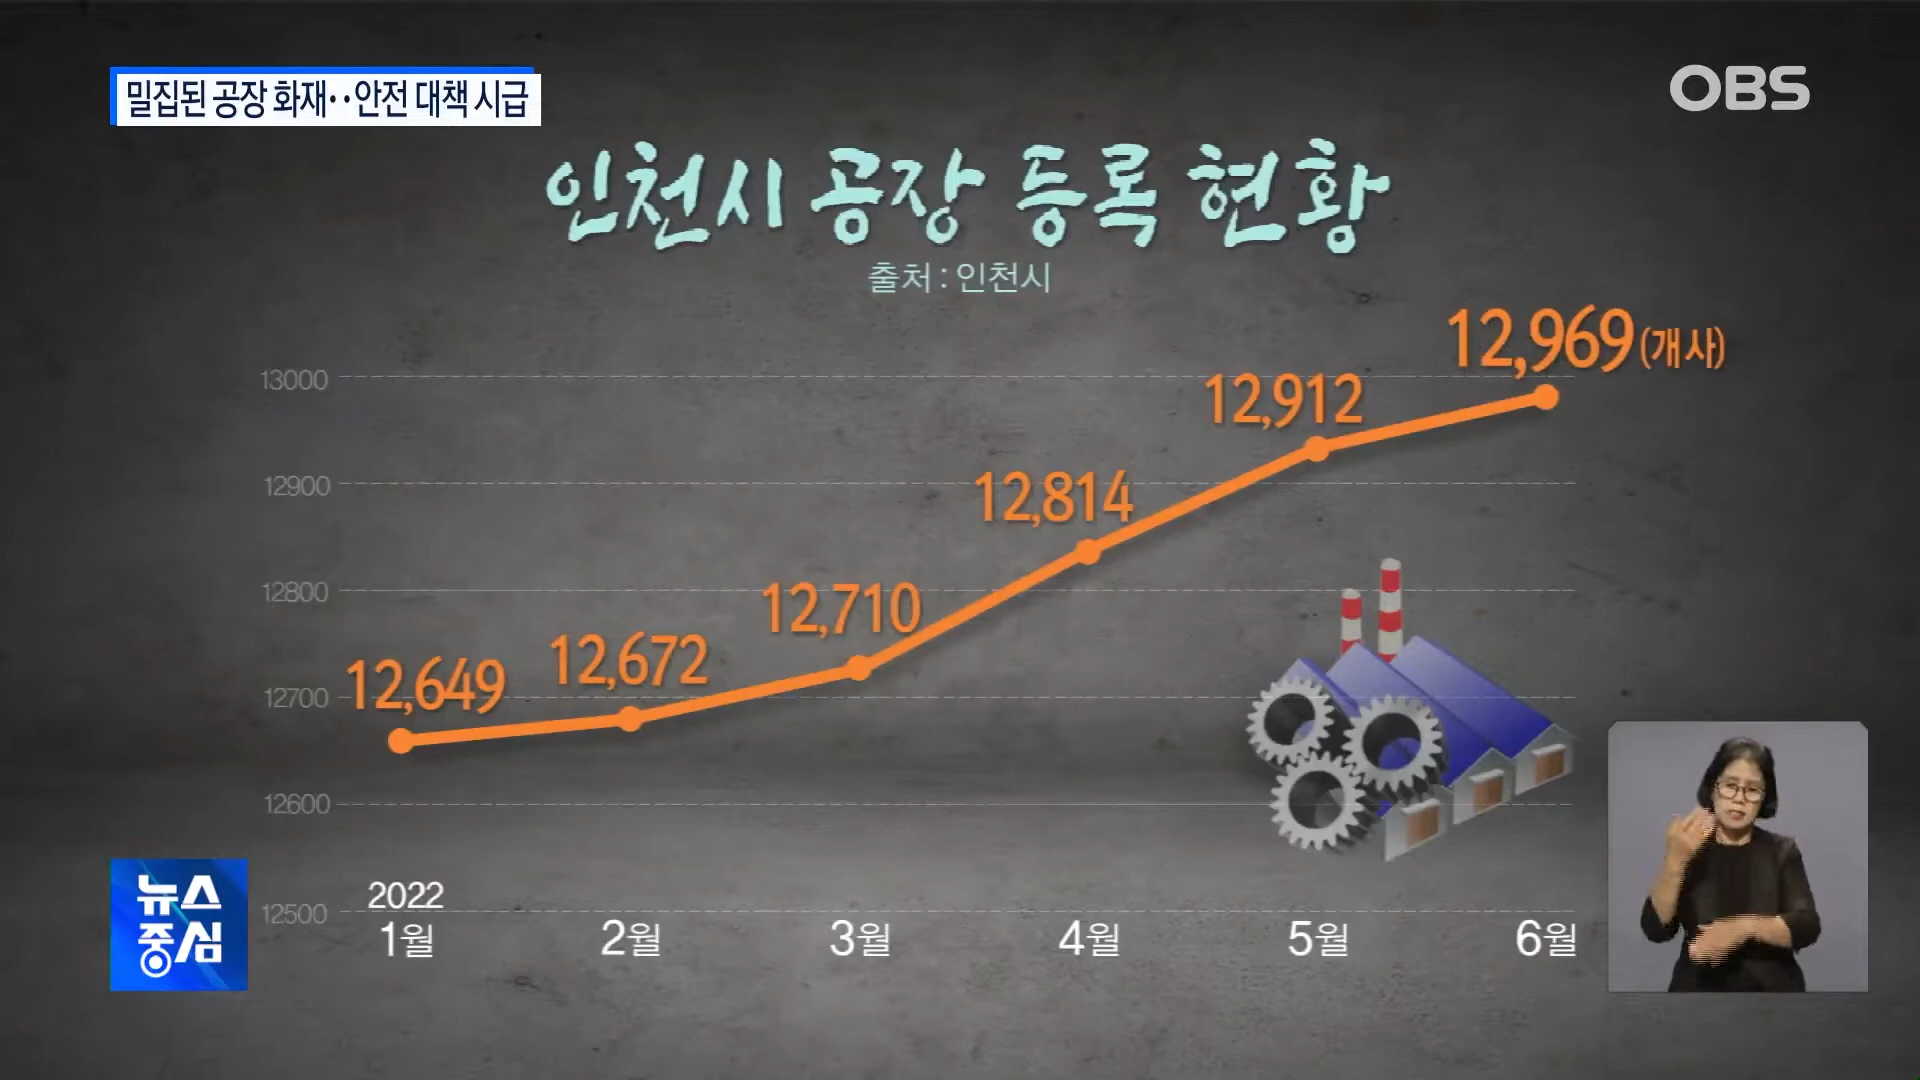 밀집된 공장 화재··안전 대책 시급
OBS
인천시 공장 등록 현황
출처 : 인천시
12,969 (개사)
13000
12,912
12900
12,814
12800
12,710
12,672
12,649
12700
12600
12500
2022
1월 2월 3월 4월 5월 6월
뉴스
중심